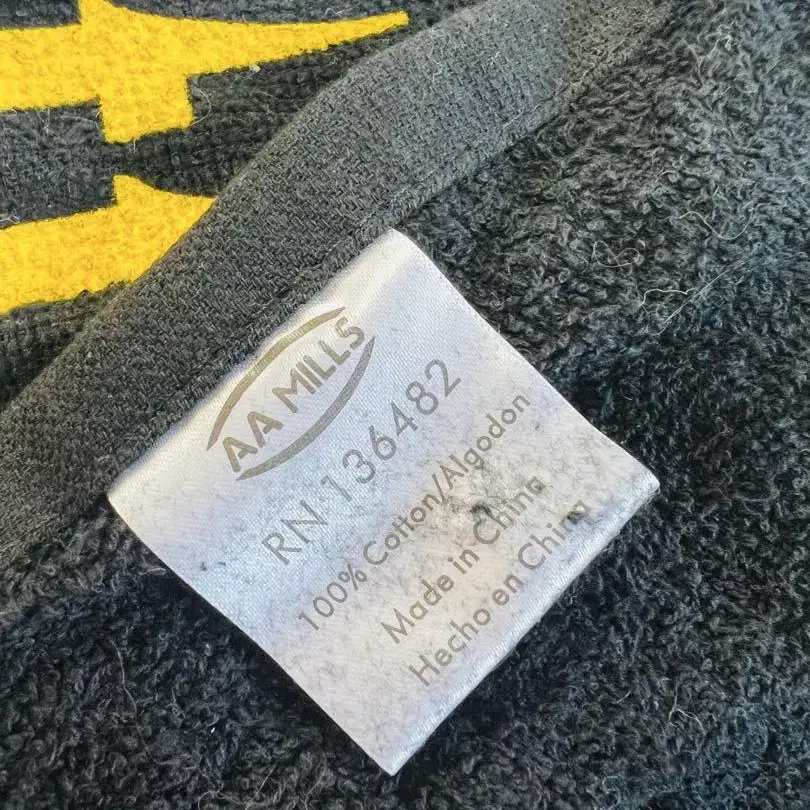 AA MILLS
RN 136482
100% Cotton/Algodon
Made in China
Hecho en China